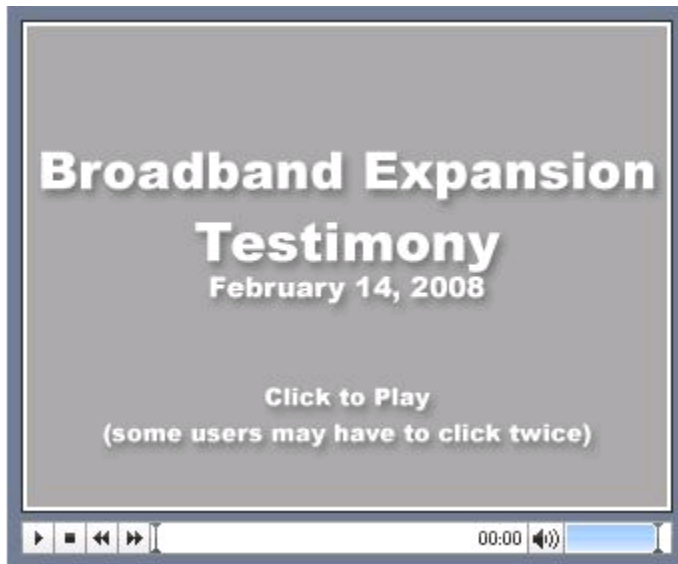 Broadband Expansion
Testimony
February 14, 2008
Click to Play
(some users may have to click twice)
00:00